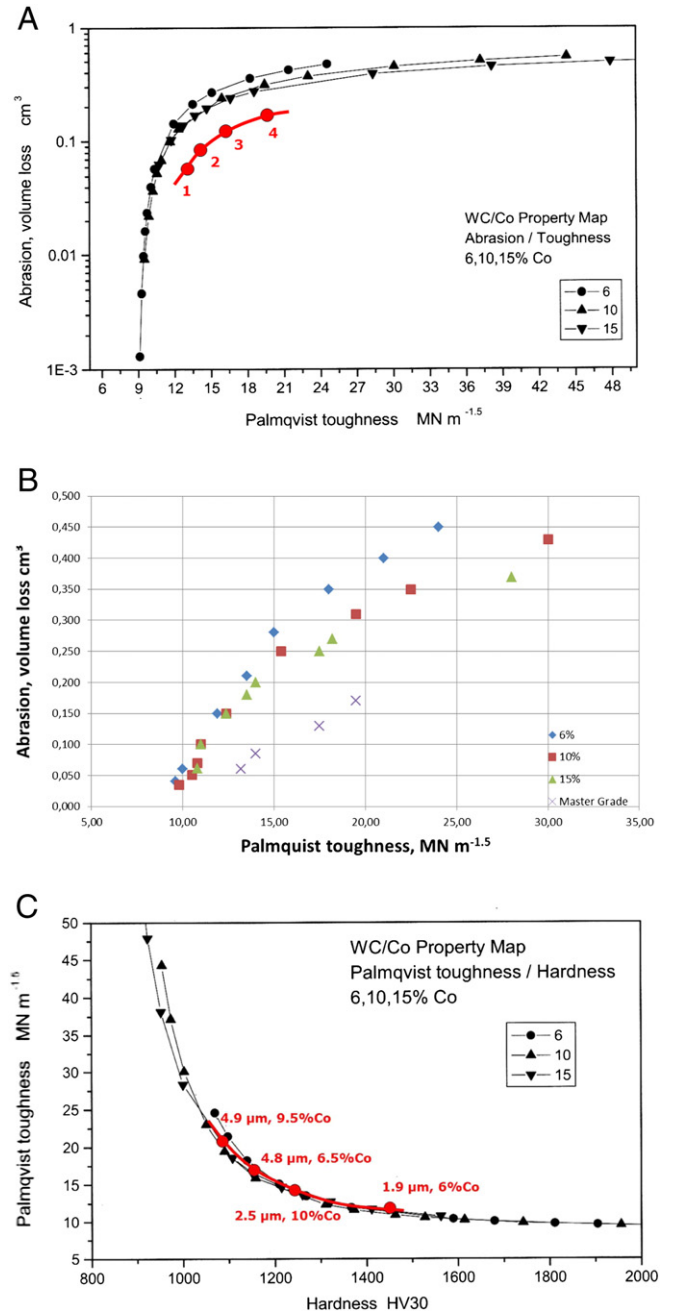 A
Abrasion, volume loss cm³
1
0.1
0.01
1E-3
1
2
3
4
WC/Co Property Map
Abrasion / Toughness
6,10,15% Co
6
10
15
6 9 12 15 18 21 24 27 30 33 36 39 42 45 48
Palmqvist toughness MN m-1.5
B
Abrasion, volume loss cm³
0,500
0,450
0,400
0,350
0,300
0,250
0,200
0,150
0,100
0,050
0,000
6%
10%
15%
Master Grade
5,00 10,00 15,00 20,00 25,00 30,00 35,00
Palmquist toughness, MN m-1.5
C
Palmqvist toughness MN m-1.5
50
45
40
35
30
25
20
15
10
5
WC/Co Property Map
Palmqvist toughness / Hardness
6,10,15% Co
6
10
15
4.9 µm, 9.5%Co
4.8 µm, 6.5%Co
1.9 µm, 6%Co
2.5 µm, 10%Co
800 1000 1200 1400 1600 1800 2000
Hardness HV30